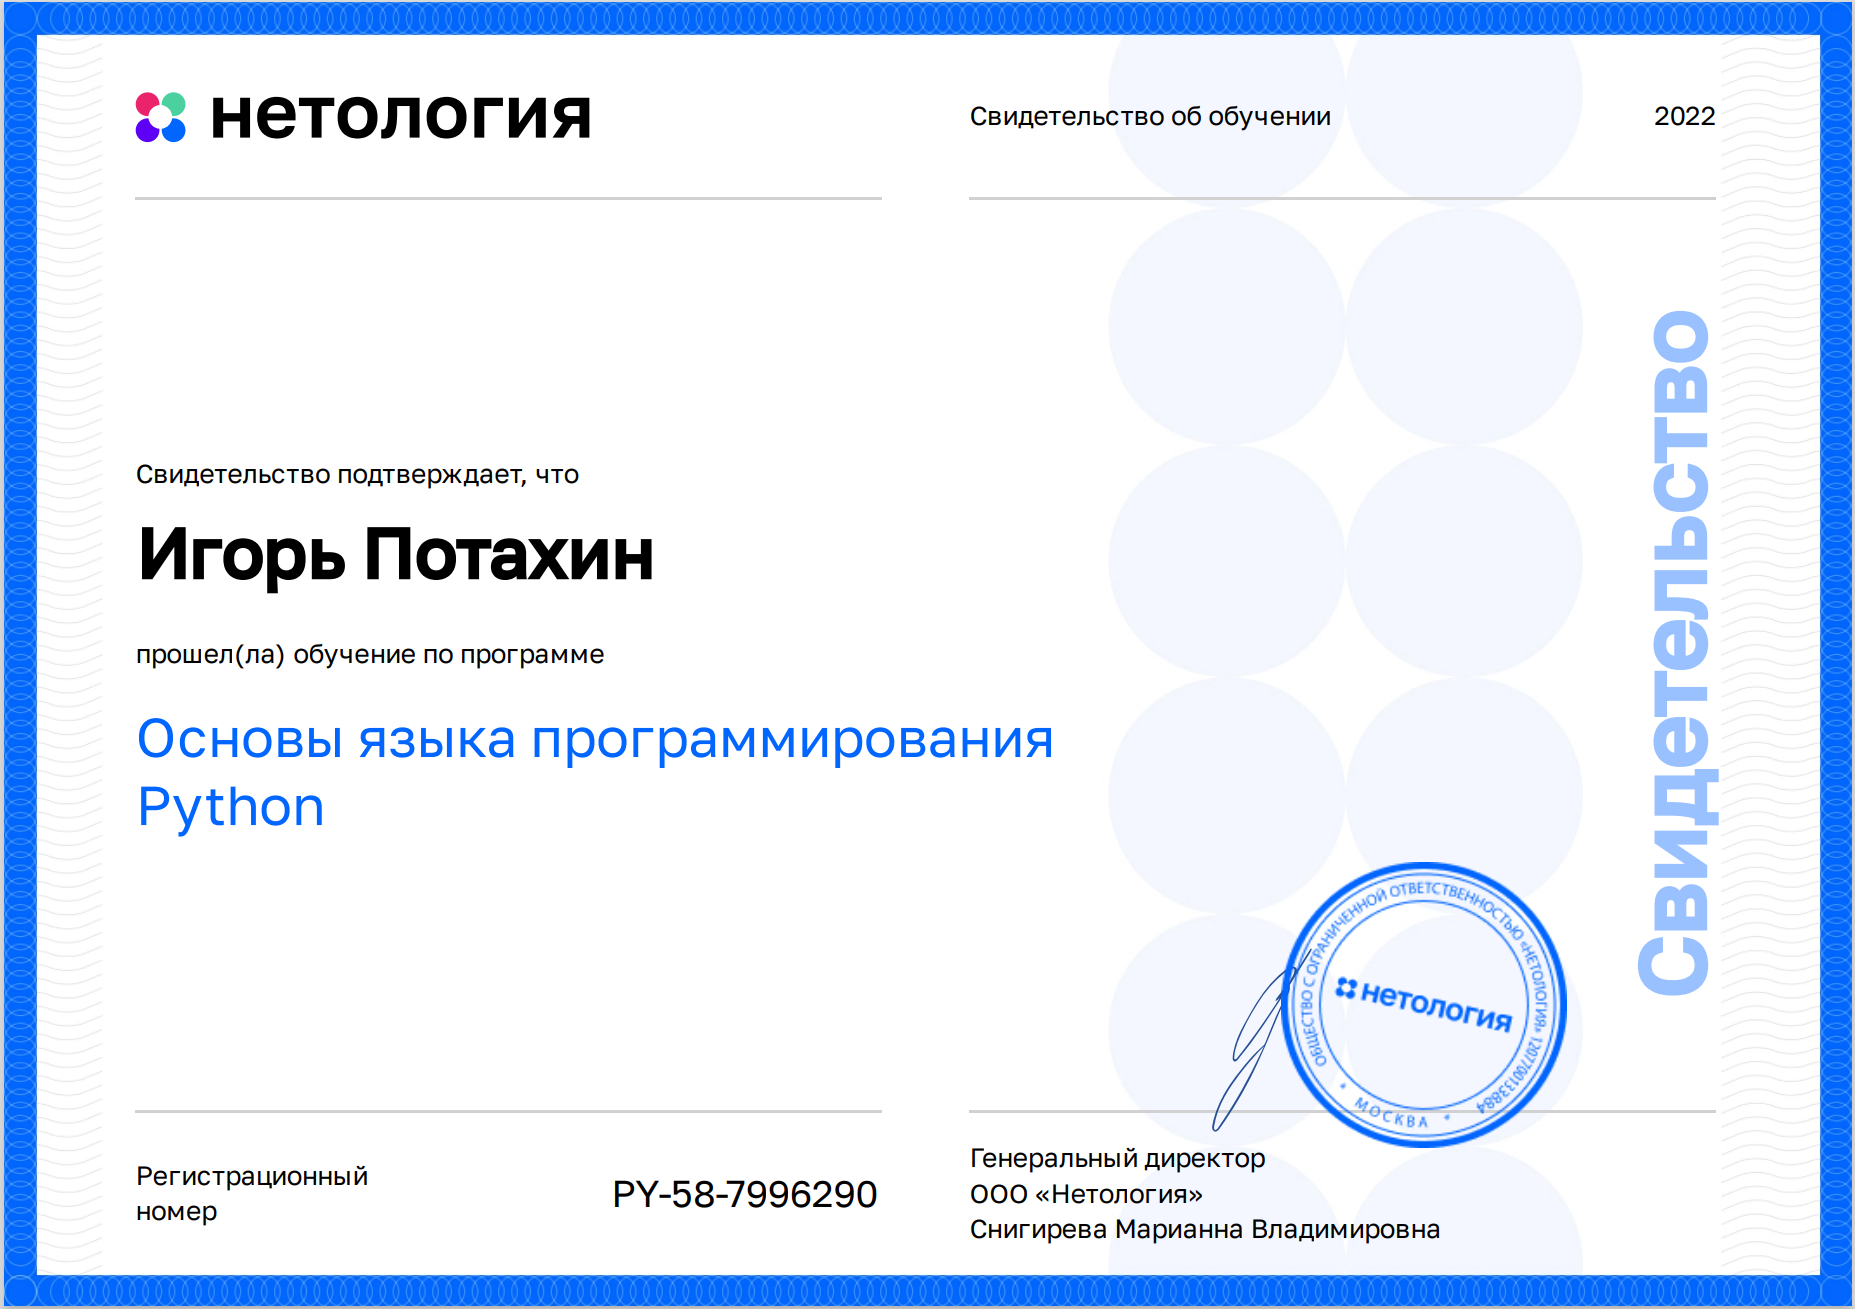 нетология
Свидетельство об обучении
2022
Свидетельство подтверждает, что
Игорь Потахин
прошел(ла) обучение по программе
Основы языка программирования
Python
Свидетельство
ОБЩЕСТВО С ОГРАНИЧЕННОЙ ОТВЕТСТВЕННОСТЬЮ «НЕТОЛОГИЯ» 1207700133884
* МОСКВА *
нетология
Регистрационный
номер
PY-58-7996290
Генеральный директор
ООО «Нетология»
Снигирева Марианна Владимировна